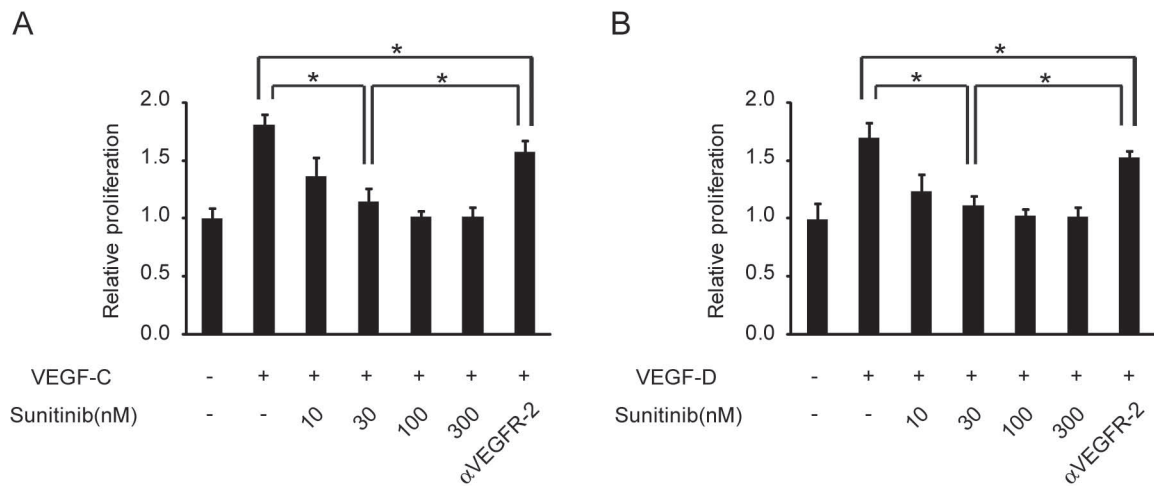 A
* 
* *
2.0
1.5
1.0
0.5
0.0
Relative proliferation
VEGF-C - + + + + + +
Sunitinib(nM) - - 10 30 100 300 αVEGFR-2
B
*
* *
2.0
1.5
1.0
0.5
0.0
Relative proliferation
VEGF-D - + + + + + +
Sunitinib(nM) - - 10 30 100 300 αVEGFR-2